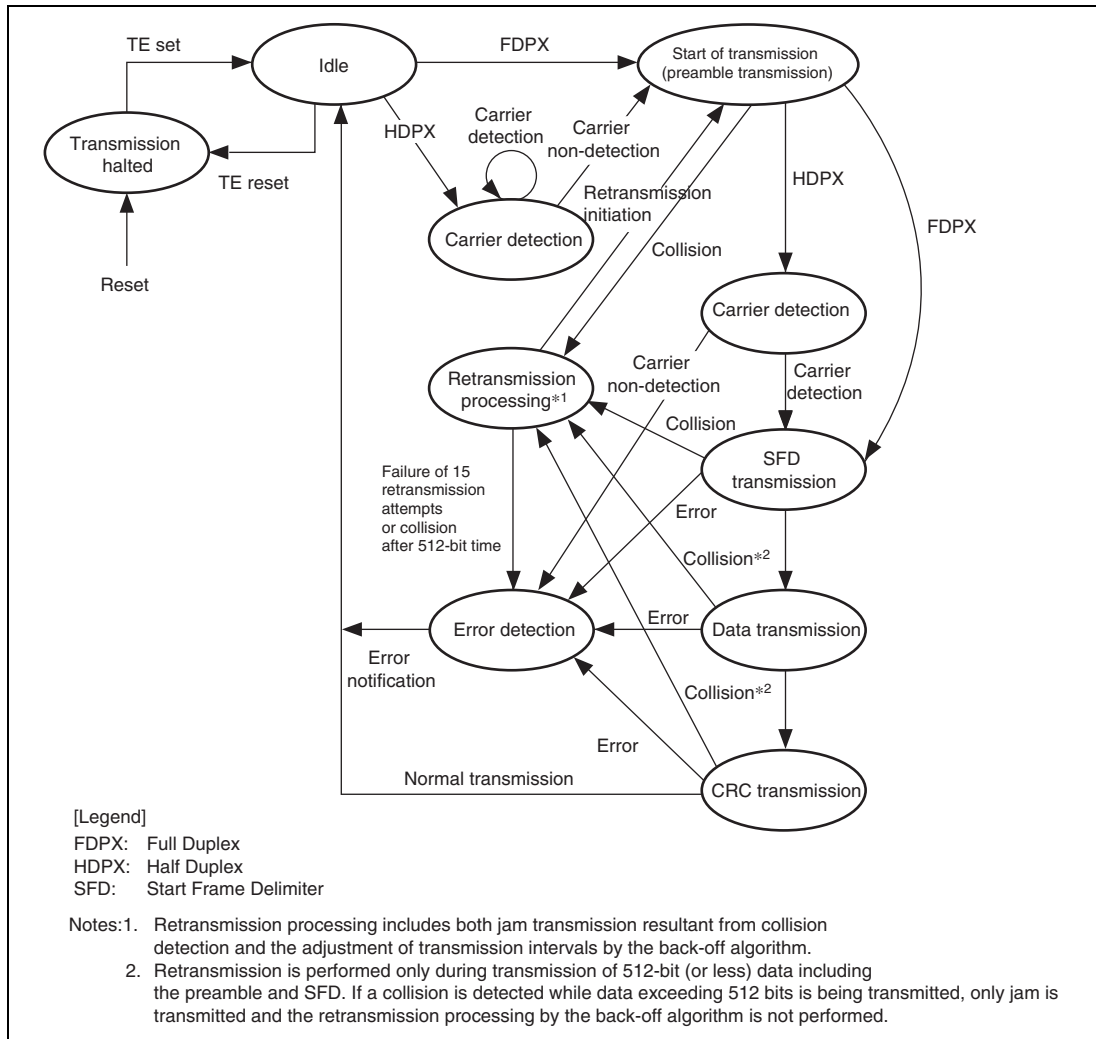 TE set
Idle
FDPX
Start of transmission
(preamble transmission)
Transmission
halted
TE reset
Reset
HDPX
Carrier
detection
Carrier
non-detection
Carrier detection
Retransmission
initiation
Collision
HDPX
FDPX
Carrier detection
Carrier
non-detection
Carrier
detection
Retransmission
processing*1
Collision
SFD
transmission
Failure of 15
retransmission
attempts
or collision
after 512-bit time
Error
Collision*2
Error detection
Error
Data transmission
Error
notification
Collision*2
Error
Normal transmission
CRC transmission
[Legend]
FDPX: Full Duplex
HDPX: Half Duplex
SFD: Start Frame Delimiter
Notes:1. Retransmission processing includes both jam transmission resultant from collision
detection and the adjustment of transmission intervals by the back-off algorithm.
2. Retransmission is performed only during transmission of 512-bit (or less) data including
the preamble and SFD. If a collision is detected while data exceeding 512 bits is being transmitted, only jam is
transmitted and the retransmission processing by the back-off algorithm is not performed.